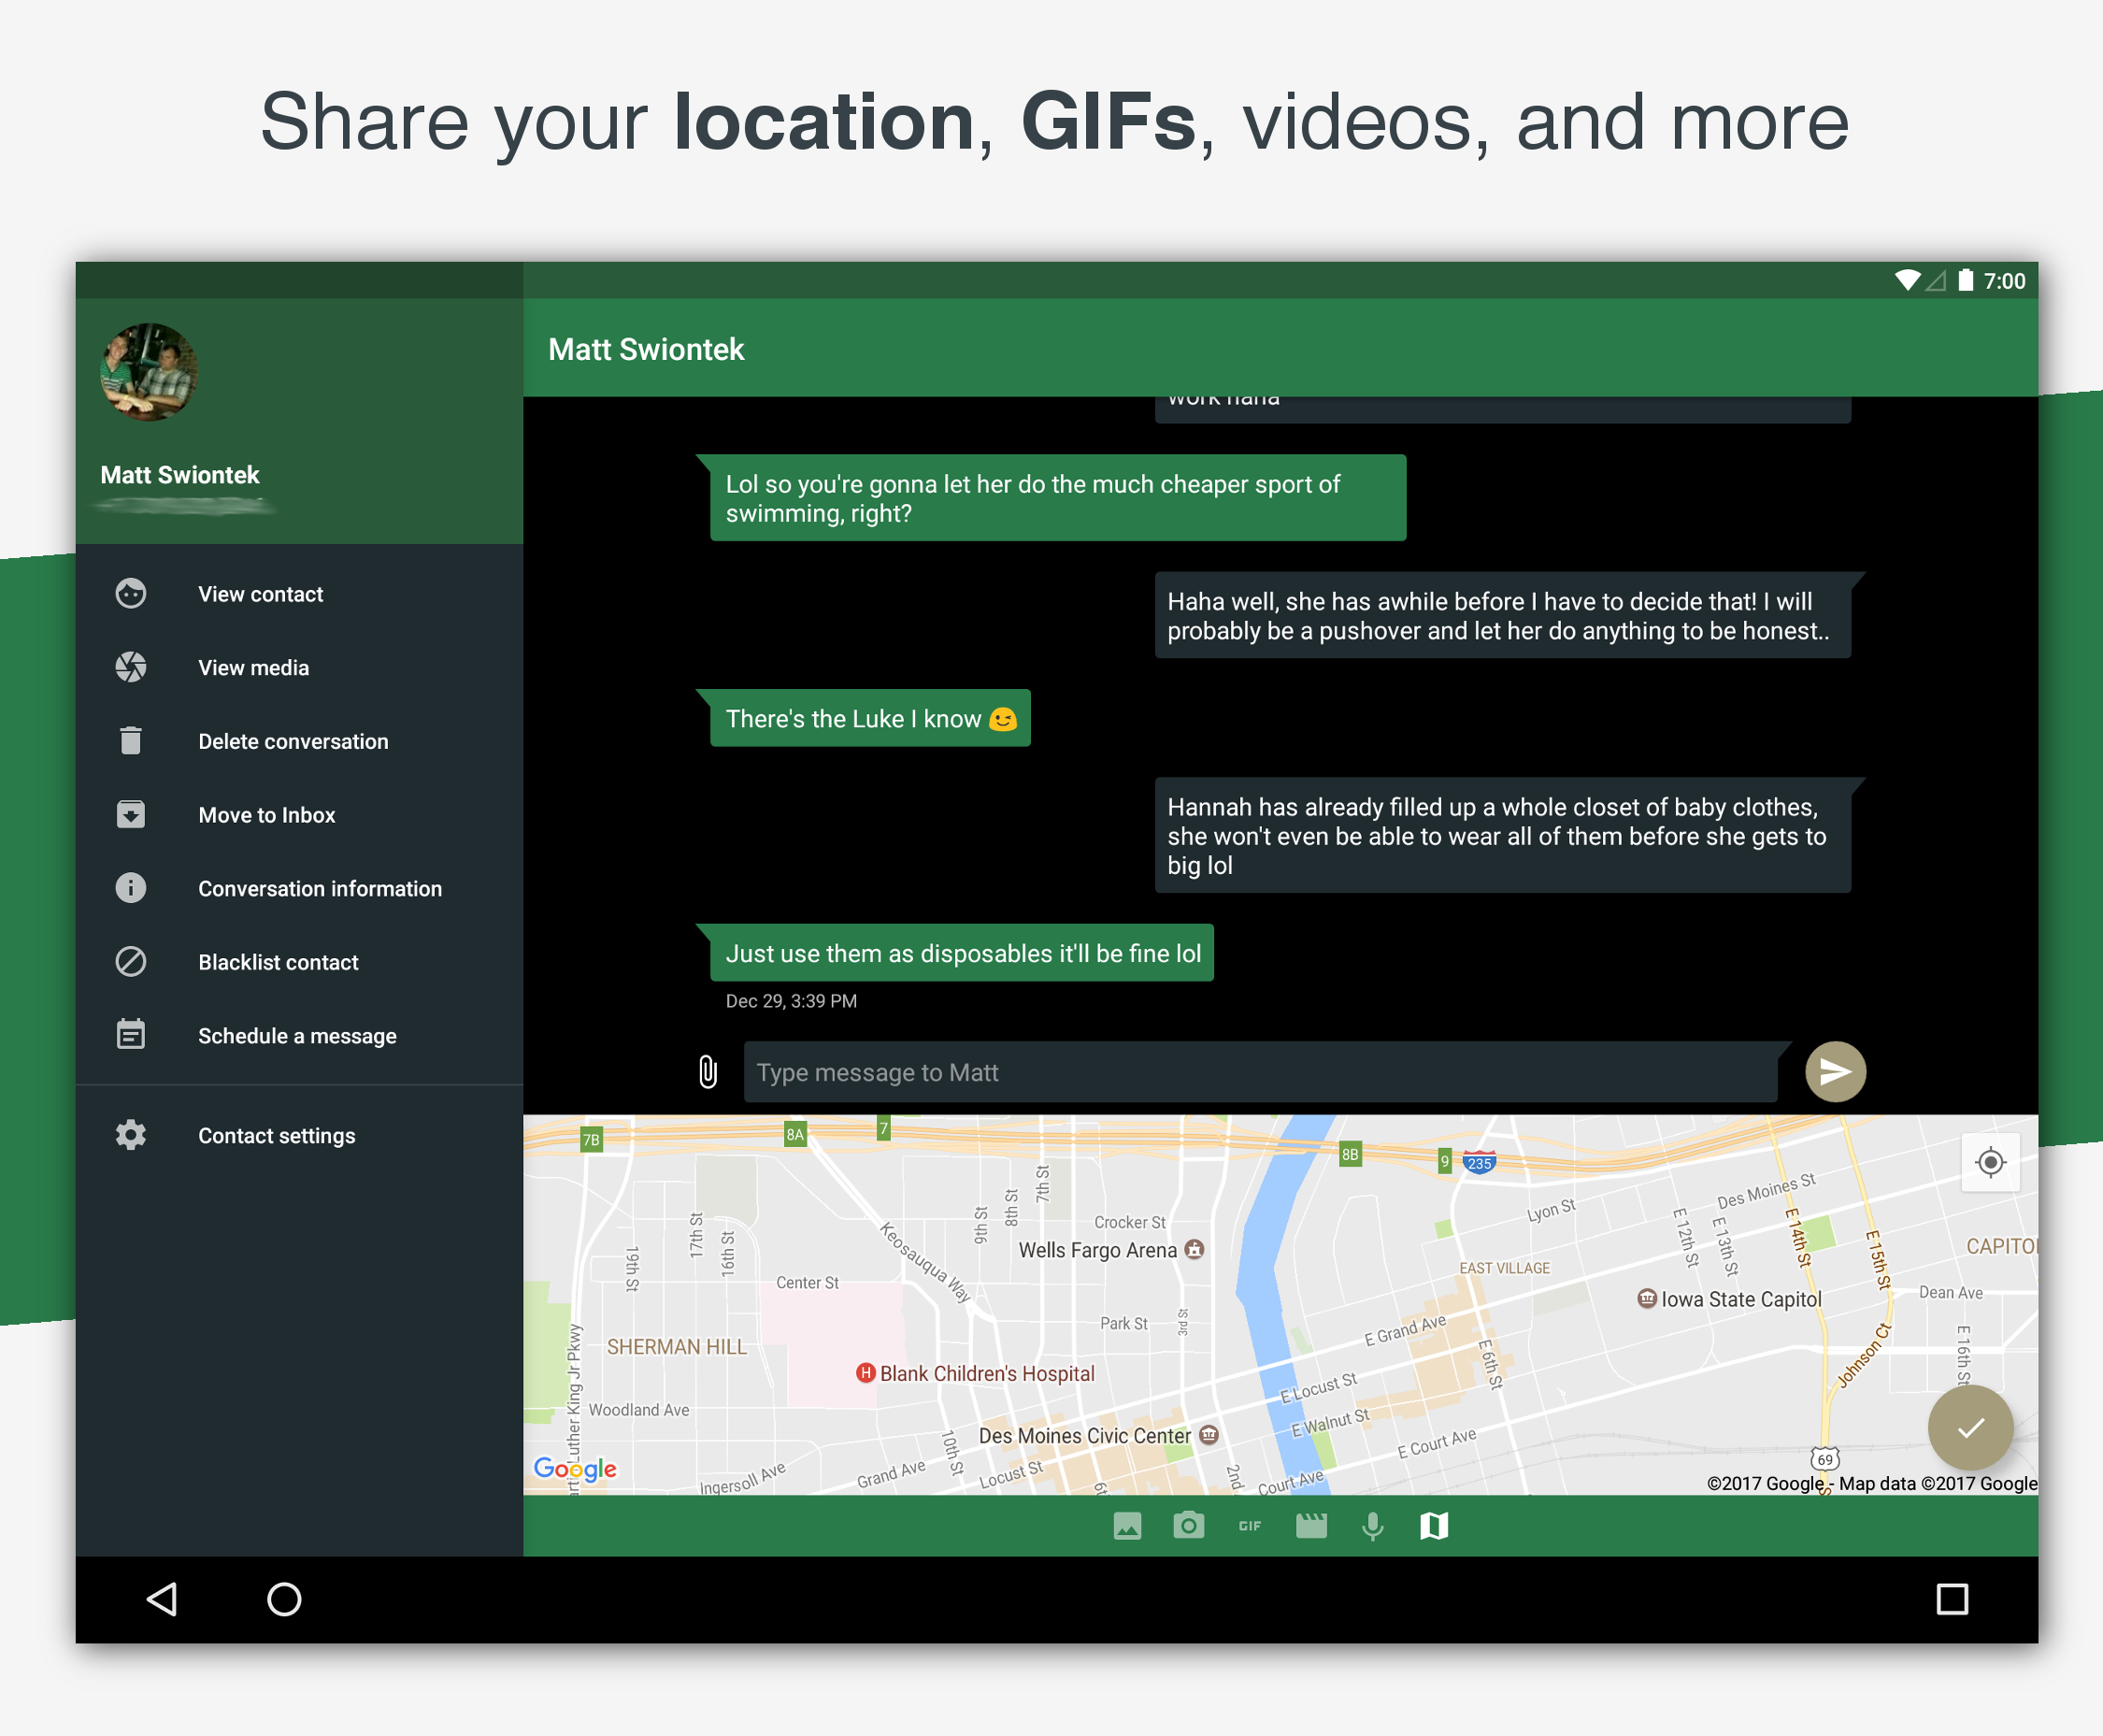 Share your location, GIFs, videos, and more
7:00
Matt Swiontek
Matt Swiontek
View contact
View media
Delete conversation
Move to Inbox
Conversation information
Blacklist contact
Schedule a message
Contact settings
work haha
Lol so you're gonna let her do the much cheaper sport of
swimming, right?
Haha well, she has awhile before I have to decide that! I will
probably be a pushover and let her do anything to be honest..
There's the Luke I know 😉
Hannah has already filled up a whole closet of baby clothes,
she won't even be able to wear all of them before she gets to
big lol
Just use them as disposables it'll be fine lol
Dec 29, 3:39 PM
Type message to Matt
7B
8A
7
8B
9
235
7th St
8th St
9th St
17th St
16th St
19th St
Crocker St
Keosauqua Way
Wells Fargo Arena
Center St
Park St
3rd St
SHERMAN HILL
Blank Children's Hospital
Woodland Ave
Luther King Jr Pkwy
Des Moines Civic Center
10th St
Ingersoll Ave
Grand Ave
Locust St
2nd
Court Ave
Lyon St
Des Moines St
E 12th St
E 13th St
E 14th St
E 15th St
EAST VILLAGE
Iowa State Capitol
Dean Ave
E Grand Ave
E 6th St
E Locust St
E Walnut St
E Court Ave
Johnson Ct
E 16th St
69
Google
©2017 Google - Map data ©2017 Google
GIF